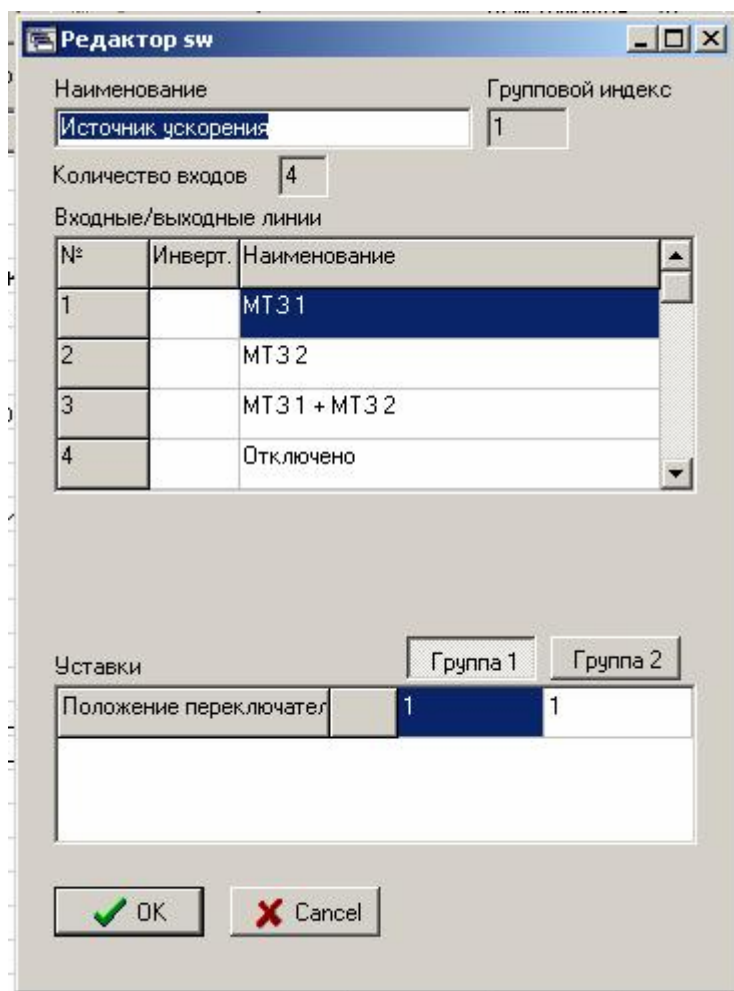 Редактор sw
Наименование Групповой индекс
Источник ускорения 1
Количество входов 4
Входные/выходные линии
№ Инверт. Наименование
1 МТЗ 1
2 МТЗ 2
3 МТЗ 1 + МТЗ 2
4 Отключено
Уставки Группа 1 Группа 2
Положение переключател 1 1
OK Cancel